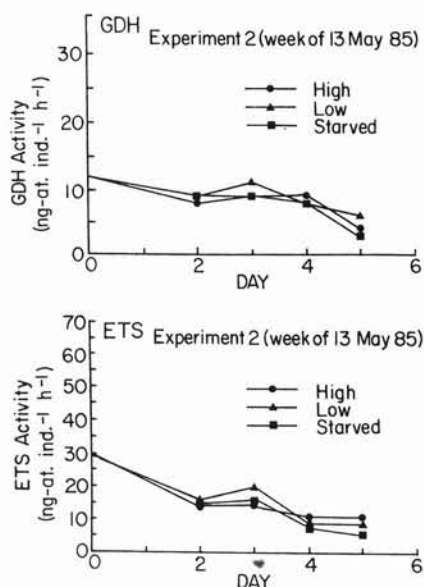 GDH Experiment 2 (week of 13 May 85)
High
Low
Starved
GDH Activity
(ng-at. ind.-1 h-1)
30
20
10
0
0 2 4 6
DAY
ETS Experiment 2 (week of 13 May 85)
High
Low
Starved
ETS Activity
(ng-at. ind.-1 h-1)
70
60
50
40
30
20
10
0
0 2 4 6
DAY